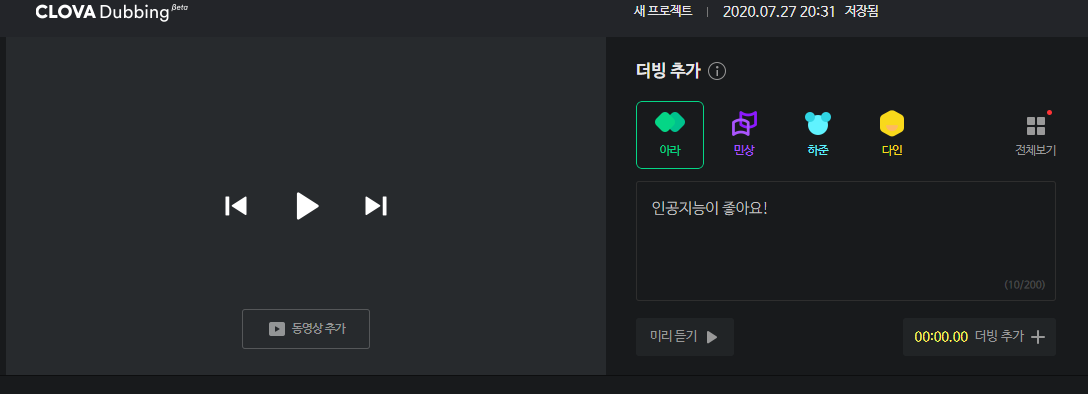 CLOVA Dubbing Beta
새 프로젝트 | 2020.07.27 20:31 저장됨
더빙 추가
아라 민상 하준 다인 전체보기
인공지능이 좋아요!
(10/200)
동영상 추가
미리 듣기
00:00.00 더빙 추가